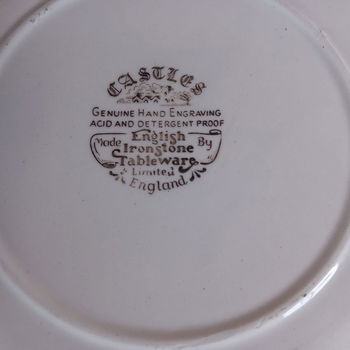 CASTLES
GENUINE HAND ENGRAVING
ACID AND DETERGENT PROOF
Made English By
Ironstone
Tableware
Limited
England